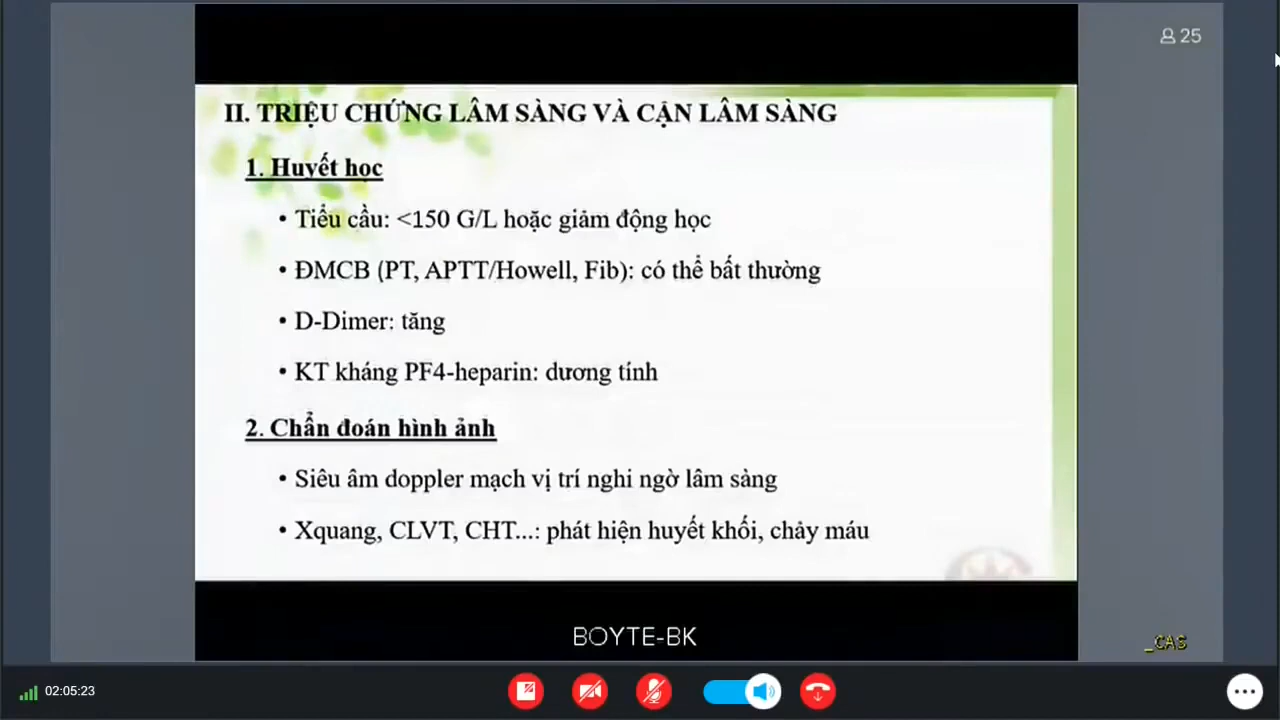 25
II. TRIỆU CHỨNG LÂM SÀNG VÀ CẬN LÂM SÀNG
1. Huyết học
• Tiểu cầu: <150 G/L hoặc giảm động học
• ĐMCB (PT, APTT/Howell, Fib): có thể bất thường
• D-Dimer: tăng
• KT kháng PF4-heparin: dương tính
2. Chẩn đoán hình ảnh
• Siêu âm doppler mạch vị trí nghi ngờ lâm sàng
• Xquang, CLVT, CHT...: phát hiện huyết khối, chảy máu
BOYTE-BK
_CAS
02:05:23